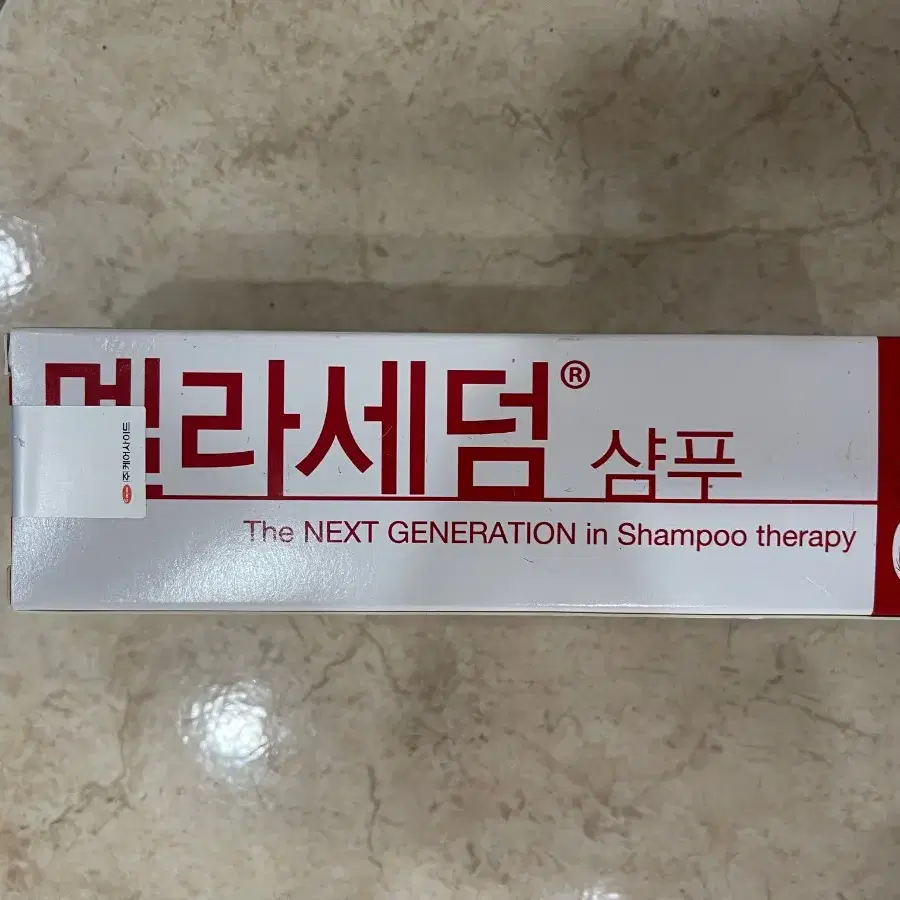 멜라세덤® 샴푸
The NEXT GENERATION in Shampoo therapy